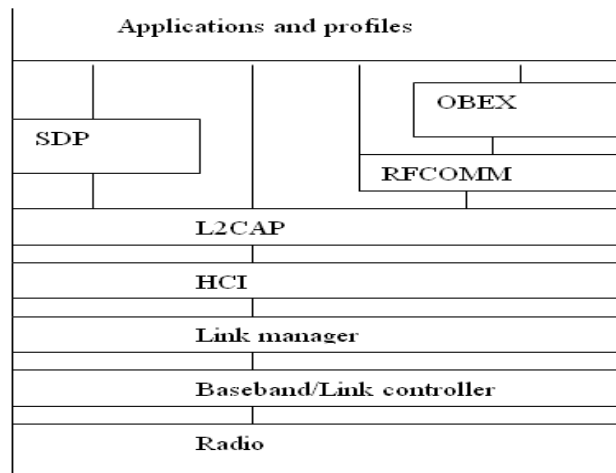 Applications and profiles
OBEX
SDP
RFCOMM
L2CAP
HCI
Link manager
Baseband/Link controller
Radio